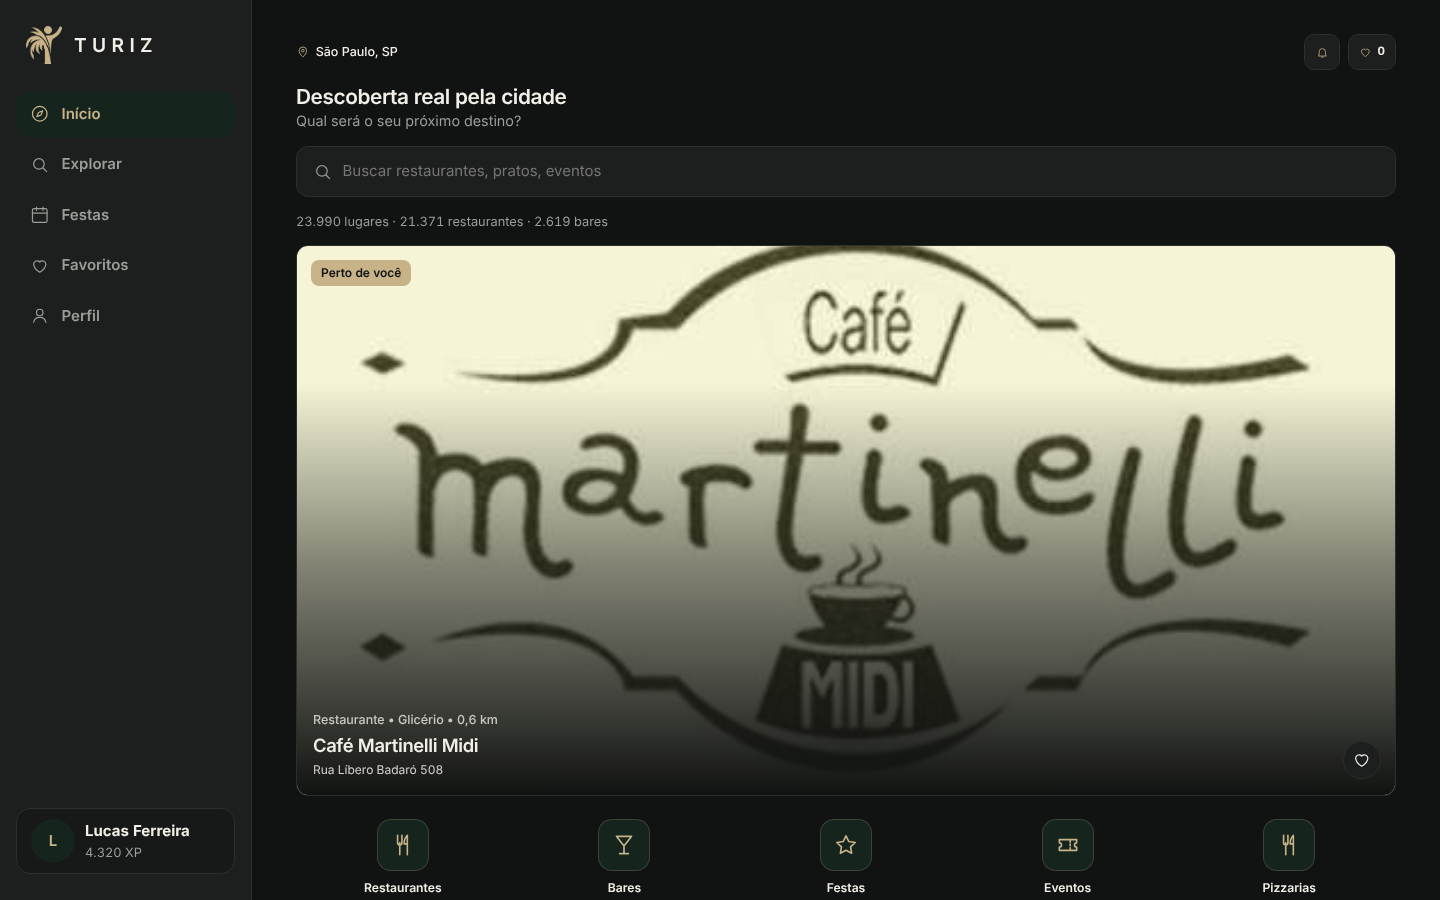 TURIZ
Início
Explorar
Festas
Favoritos
Perfil
Lucas Ferreira
L
4.320 XP
São Paulo, SP
0
Descoberta real pela cidade
Qual será o seu próximo destino?
Buscar restaurantes, pratos, eventos
23.990 lugares · 21.371 restaurantes · 2.619 bares
Perto de você
Café
martinelli
MIDI
Restaurante • Glicério • 0,6 km
Café Martinelli Midi
Rua Líbero Badaró 508
Restaurantes
Bares
Festas
Eventos
Pizzarias